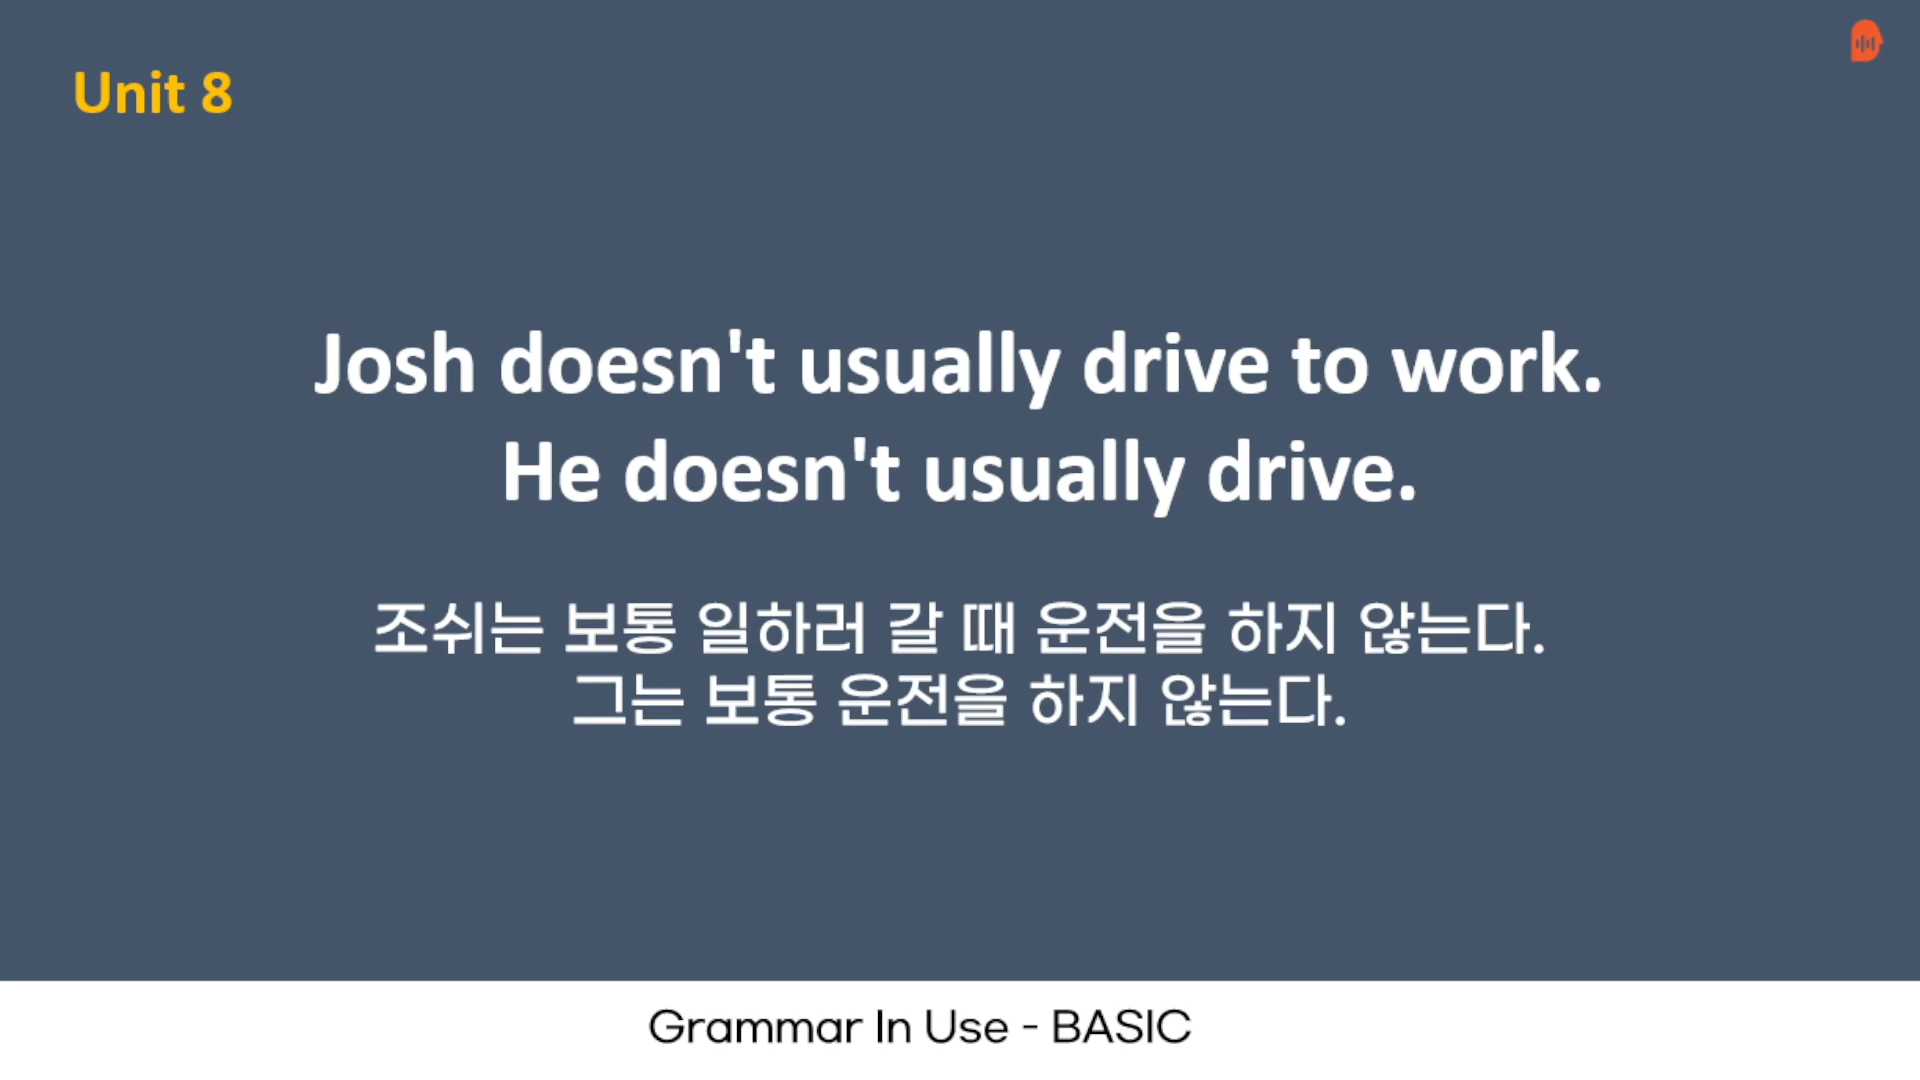 Unit 8
Josh doesn't usually drive to work.
He doesn't usually drive.
조쉬는 보통 일하러 갈 때 운전을 하지 않는다.
그는 보통 운전을 하지 않는다.
Grammar In Use - BASIC